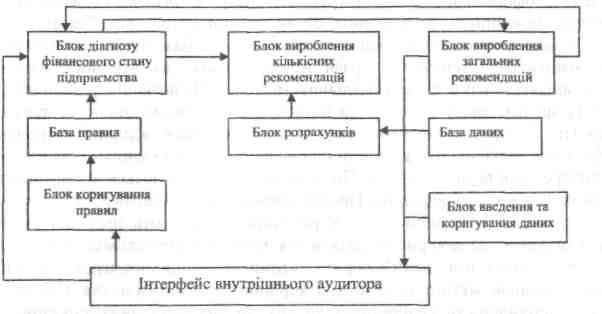 Блок діагнозу
фінансового стану
підприємства
Блок вироблення
кількісних
рекомендацій
Блок вироблення
загальних
рекомендацій
База правил
Блок розрахунків
База даних
Блок коригування
правил
Блок введення та
коригування даних
Інтерфейс внутрішнього аудитора